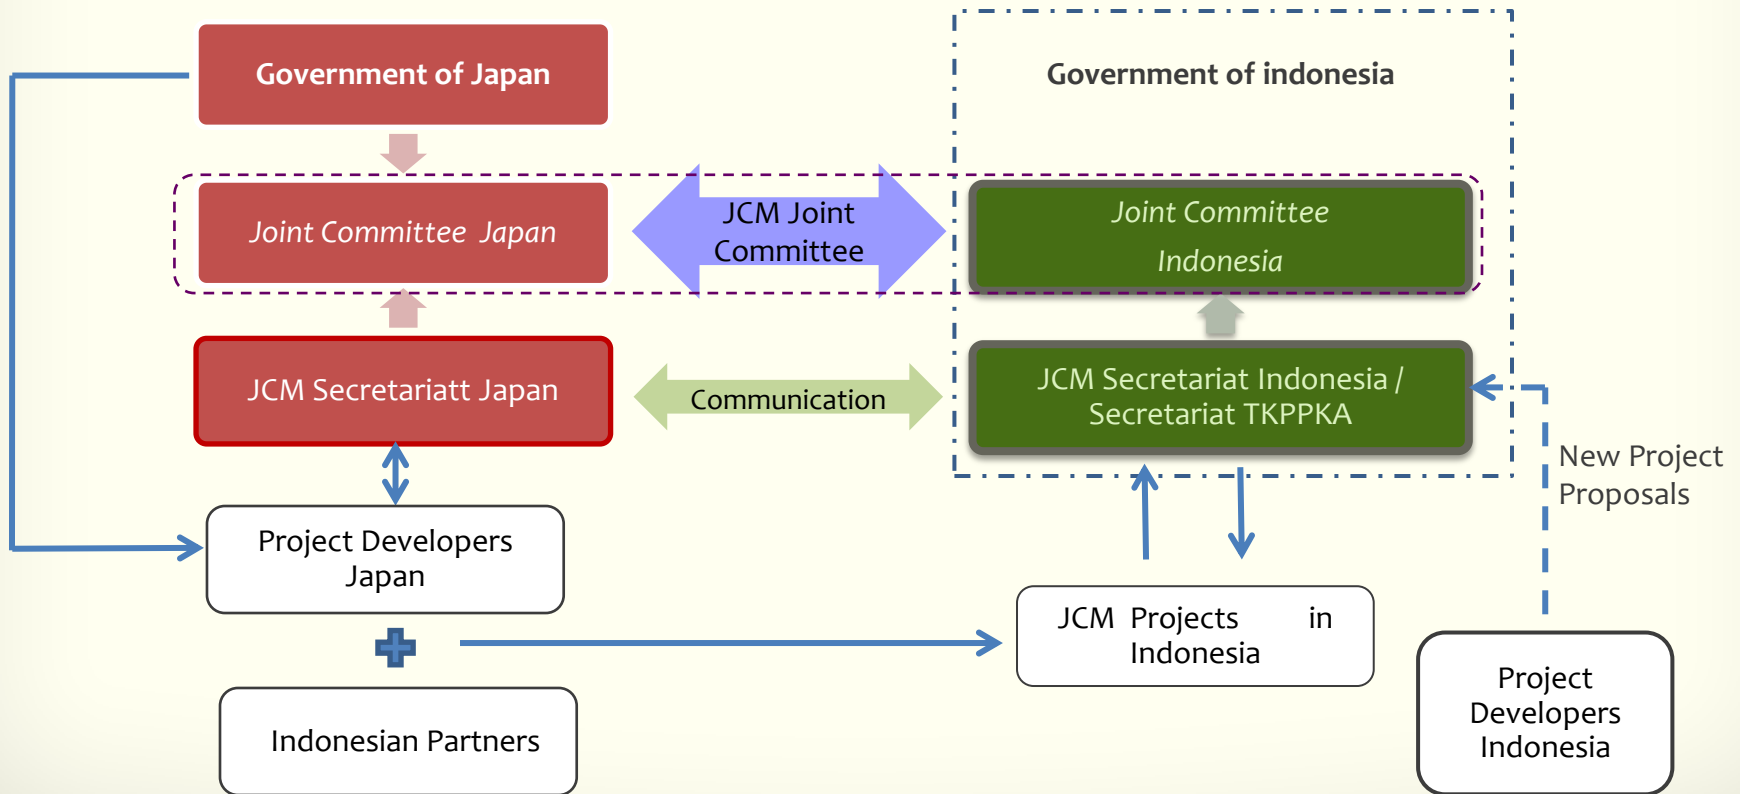 Government of Japan
Government of indonesia
Joint Committee Japan
JCM Joint
Committee
Joint Committee
Indonesia
JCM Secretariatt Japan
Communication
JCM Secretariat Indonesia /
Secretariat TKPPKA
New Project
Proposals
Project Developers
Japan
JCM Projects in
Indonesia
Indonesian Partners
Project
Developers
Indonesia